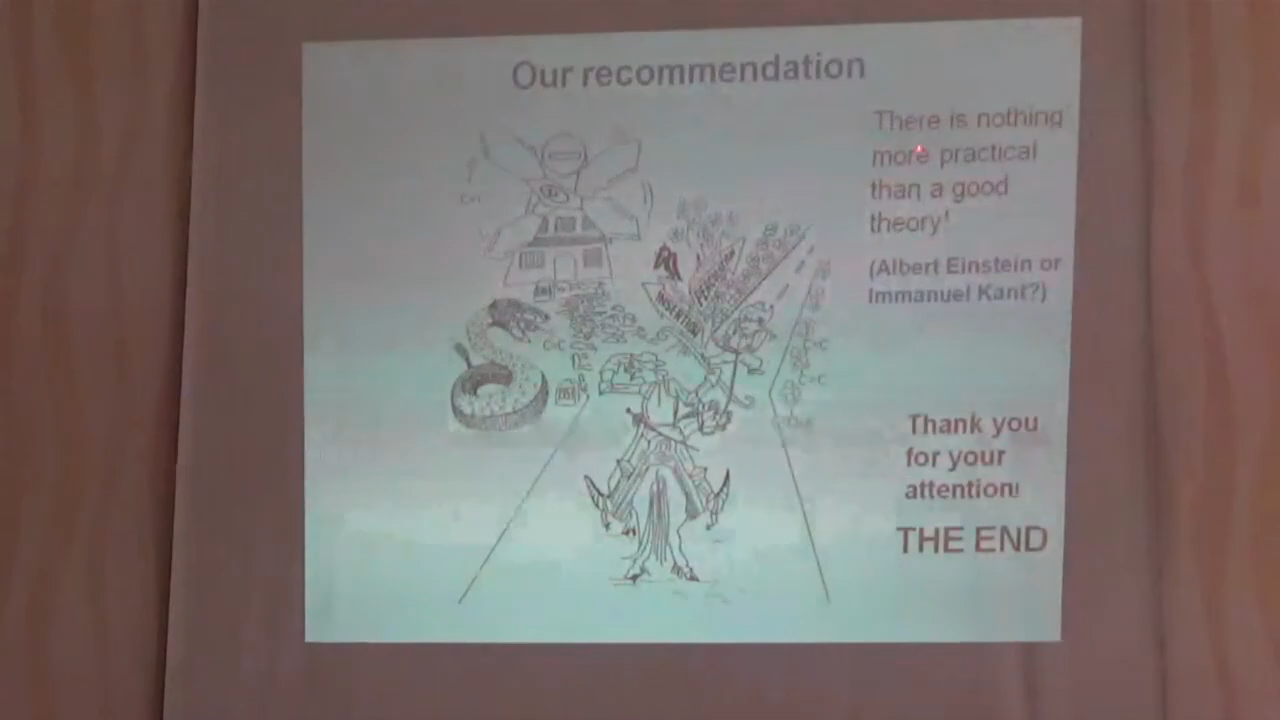 Our recommendation
There is nothing
more practical
than a good
theory!
(Albert Einstein or
Immanuel Kant?)
INSERTION
C=C
C=C
Thank you
for your
attention!
THE END